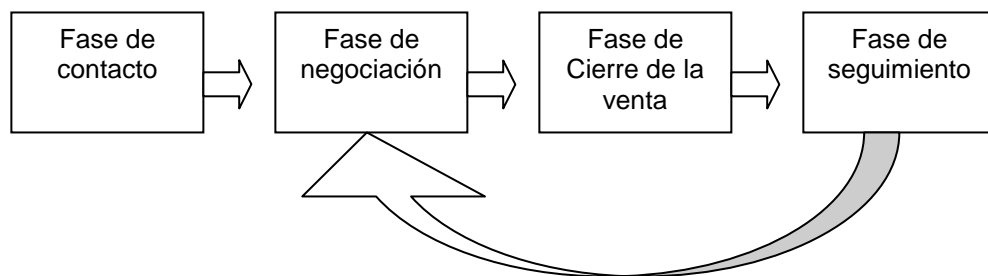 Fase de
contacto
Fase de
negociación
Fase de
Cierre de la
venta
Fase de
seguimiento